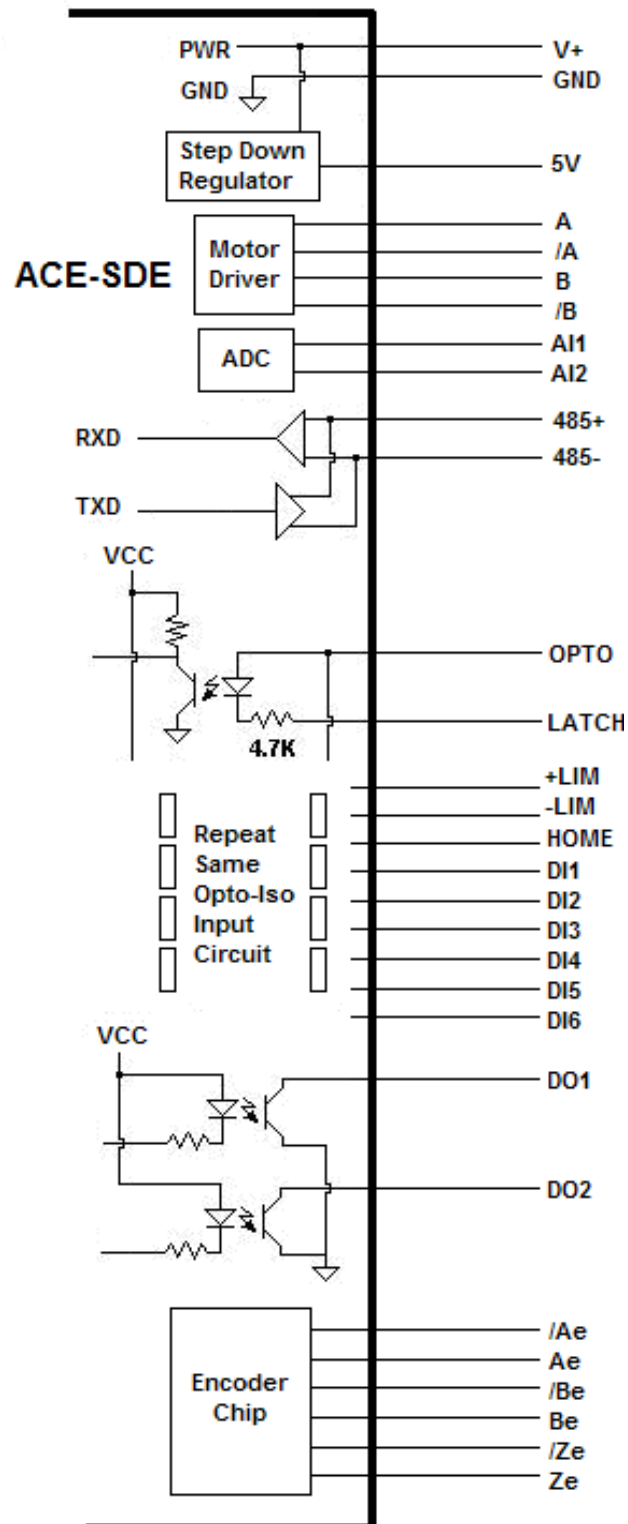 PWR
V+
GND
GND
Step Down
Regulator
5V
ACE-SDE
Motor
Driver
A
/A
B
/B
ADC
AI1
AI2
RXD
485+
485-
TXD
VCC
OPTO
LATCH
4.7K
+LIM
-LIM
HOME
DI1
DI2
DI3
DI4
DI5
DI6
Repeat
Same
Opto-Iso
Input
Circuit
VCC
DO1
DO2
Encoder
Chip
/Ae
Ae
/Be
Be
/Ze
Ze